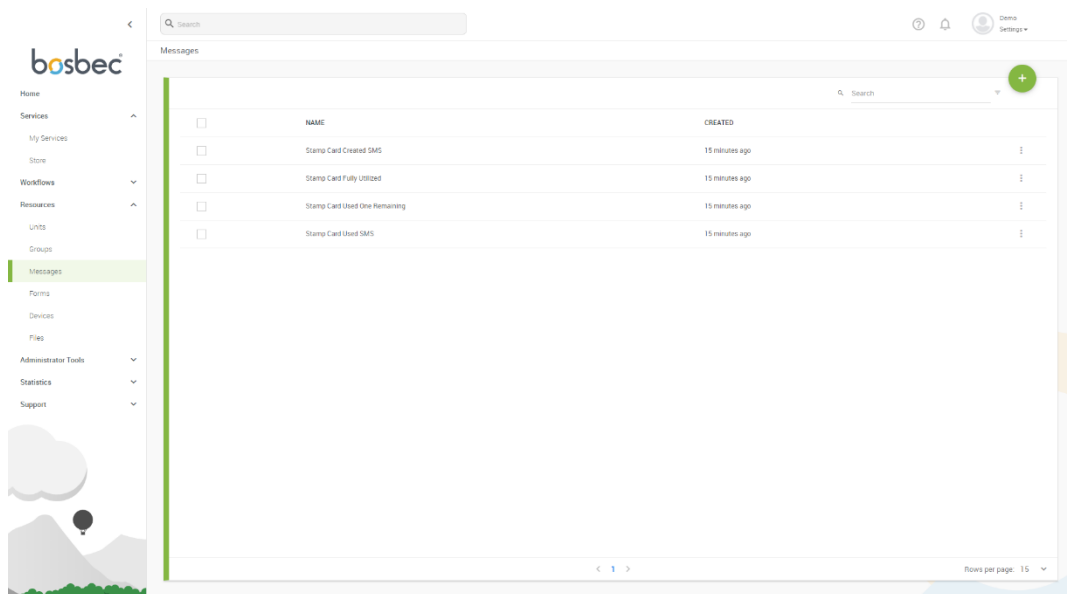 Search
Demo
Settings
bosbec
Messages
Home
Services
My Services
Store
Workflows
Resources
Units
Groups
Messages
Forms
Devices
Files
Administrator Tools
Statistics
Support
Search
NAME CREATED
Stamp Card Created SMS 15 minutes ago
Stamp Card Fully Utilized 15 minutes ago
Stamp Card Used One Remaining 15 minutes ago
Stamp Card Used SMS 15 minutes ago
< 1 >
Rows per page: 15